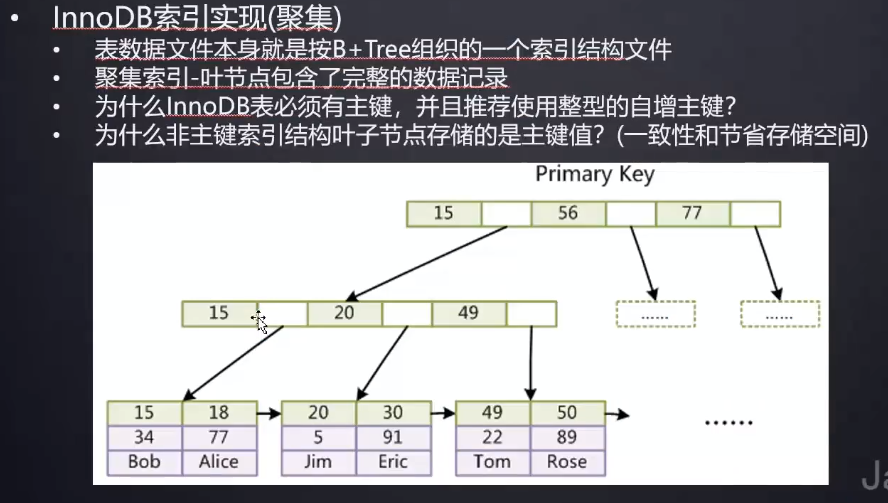 InnoDB索引实现(聚集)
表数据文件本身就是按B+Tree组织的一个索引结构文件
聚集索引-叶节点包含了完整的数据记录
为什么InnoDB表必须有主键，并且推荐使用整型的自增主键？
为什么非主键索引结构叶子节点存储的是主键值？(一致性和节省存储空间)
Primary Key
15 56 77
15 20 49 ...... ......
15 18 20 30 49 50 ......
34 77 5 91 22 89
Bob Alice Jim Eric Tom Rose
Ja